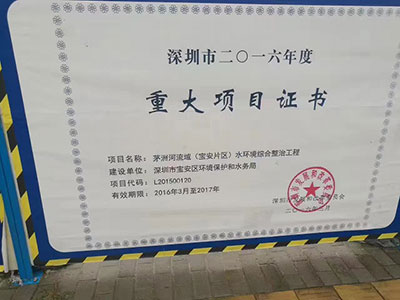 深圳市二〇一六年度
重大项目证书
项目名称： 茅洲河流域（宝安片区）水环境综合整治工程
建设单位： 深圳市宝安区环境保护和水务局
项目代码： L201500120
有效期限： 2016年3月至2017年